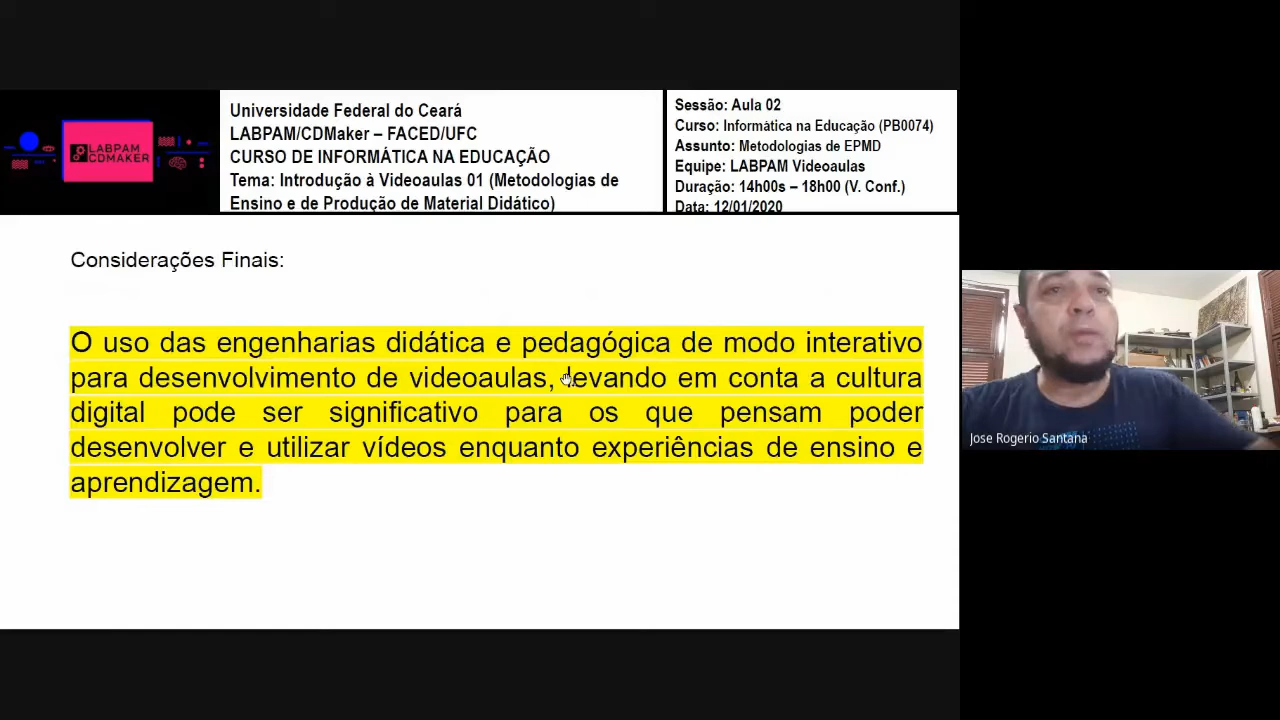 LABPAM
CDMAKER
Universidade Federal do Ceará
LABPAM/CDMaker – FACED/UFC
CURSO DE INFORMÁTICA NA EDUCAÇÃO
Tema: Introdução à Videoaulas 01 (Metodologias de
Ensino e de Produção de Material Didático)
Sessão: Aula 02
Curso: Informática na Educação (PB0074)
Assunto: Metodologias de EPMD
Equipe: LABPAM Videoaulas
Duração: 14h00s – 18h00 (V. Conf.)
Data: 12/01/2020
Considerações Finais:
O uso das engenharias didática e pedagógica de modo interativo
para desenvolvimento de videoaulas, levando em conta a cultura
digital pode ser significativo para os que pensam poder
desenvolver e utilizar vídeos enquanto experiências de ensino e
aprendizagem.
Jose Rogerio Santana